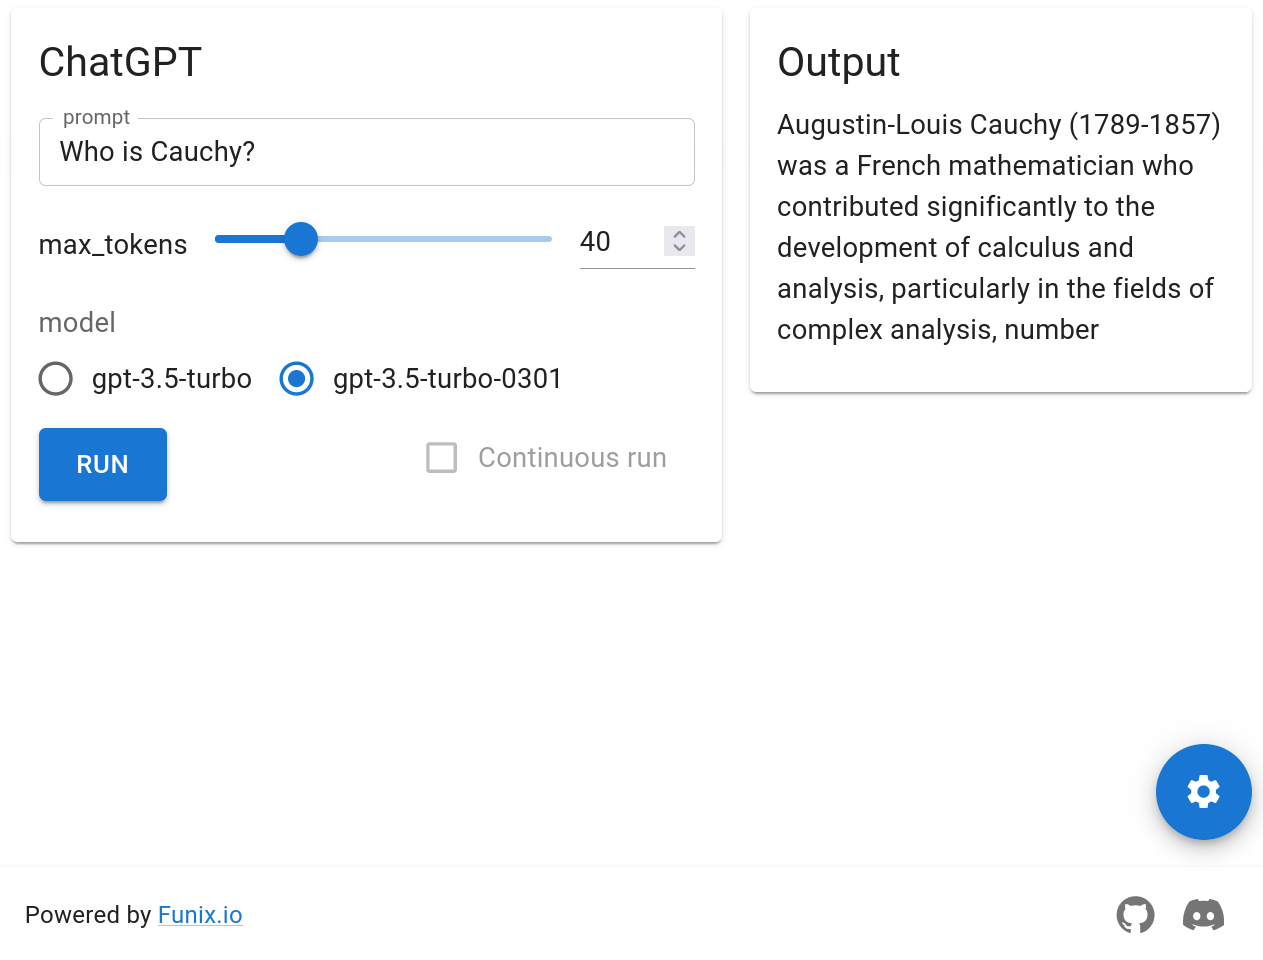 ChatGPT
prompt
Who is Cauchy?
max_tokens
40
model
gpt-3.5-turbo
gpt-3.5-turbo-0301
RUN
Continuous run
Output
Augustin-Louis Cauchy (1789-1857)
was a French mathematician who
contributed significantly to the
development of calculus and
analysis, particularly in the fields of
complex analysis, number
Powered by Funix.io